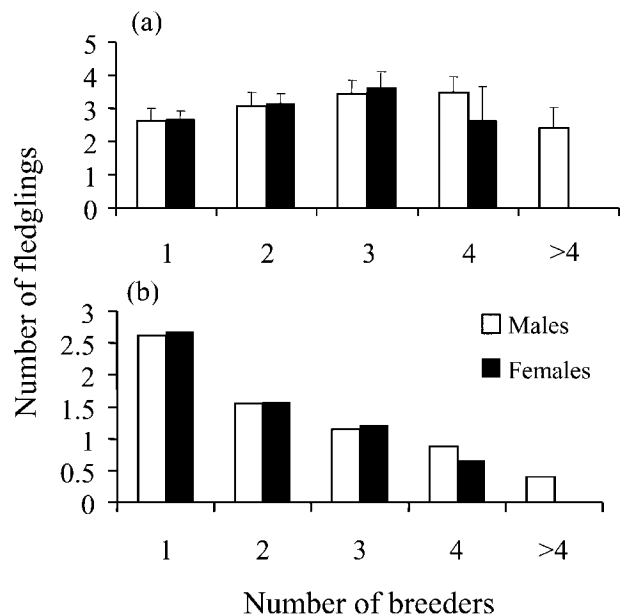 (a)
5
4
3
2
1
0
1 2 3 4 >4
Number of fledglings
(b)
3
2.5
2
1.5
1
0.5
0
Males
Females
1 2 3 4 >4
Number of breeders